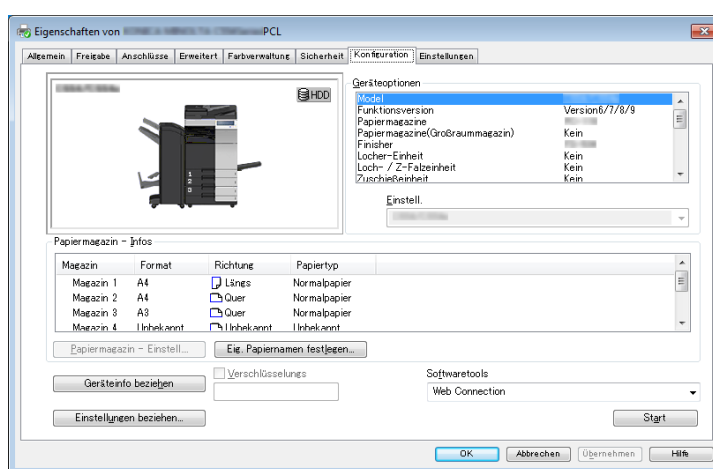 Eigenschaften von PCL
Allgemein Freigabe Anschlüsse Erweitert Farbverwaltung Sicherheit Konfiguration Einstellungen
HDD
1
2
3
Geräteoptionen
Model
Funktionsversion Version6/7/8/9
Papiermagazine
Papiermagazine(Großraummagazin) Kein
Finisher
Locher-Einheit Kein
Loch- / Z-Falzeinheit Kein
Zuschießeinheit Kein
Einstell.
Papiermagazin - Infos
Magazin Format Richtung Papiertyp
Magazin 1 A4 Längs Normalpapier
Magazin 2 A4 Quer Normalpapier
Magazin 3 A3 Quer Normalpapier
Magazin 4 Unbekannt Unbekannt Unbekannt
Papiermagazin - Einstell... Eig. Papiernamen festlegen...
Geräteinfo beziehen Verschlüsselungs Softwaretools
Web Connection
Einstellungen beziehen... Start
OK Abbrechen Übernehmen Hilfe